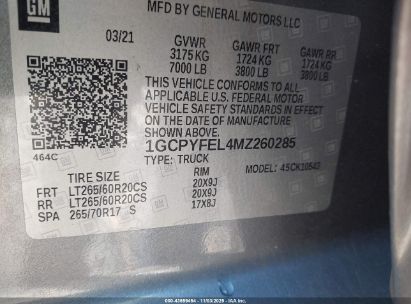 GM
MFD BY GENERAL MOTORS LLC
03/21 GVWR GAWR FRT GAWR RR
3175 KG 1724 KG 1724 KG
7000 LB 3800 LB 3800 LB
THIS VEHICLE CONFORMS TO ALL
APPLICABLE U.S. FEDERAL MOTOR
VEHICLE SAFETY STANDARDS IN EFFECT
ON THE DATE OF MANUFACTURE
SHOWN ABOVE.
1GCPYFEL4MZ260285
464C TYPE: TRUCK MODEL: 4SCK10543
TIRE SIZE RIM
FRT LT265/60R20CS 20X9J
RR LT265/60R20CS 20X9J
SP 265/70R17 S 17X8J